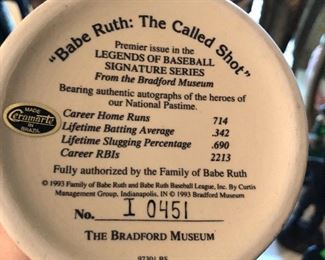 "Babe Ruth: The Called Shot"
Premier issue in the
LEGENDS OF BASEBALL
SIGNATURE SERIES
From the Bradford Museum
Bearing authentic autographs of the heroes of
our National Pastime.
Career Home Runs 714
Lifetime Batting Average .342
Lifetime Slugging Percentage .690
Career RBIs 2213
MADE
Ceramarte
IN
BRAZIL
Fully authorized by the Family of Babe Ruth
© 1993 Family of Babe Ruth and Babe Ruth Baseball League, Inc. By Curtis
Management Group, Indianapolis, IN © 1993 Bradford Museum
No. I 0451
THE BRADFORD MUSEUM